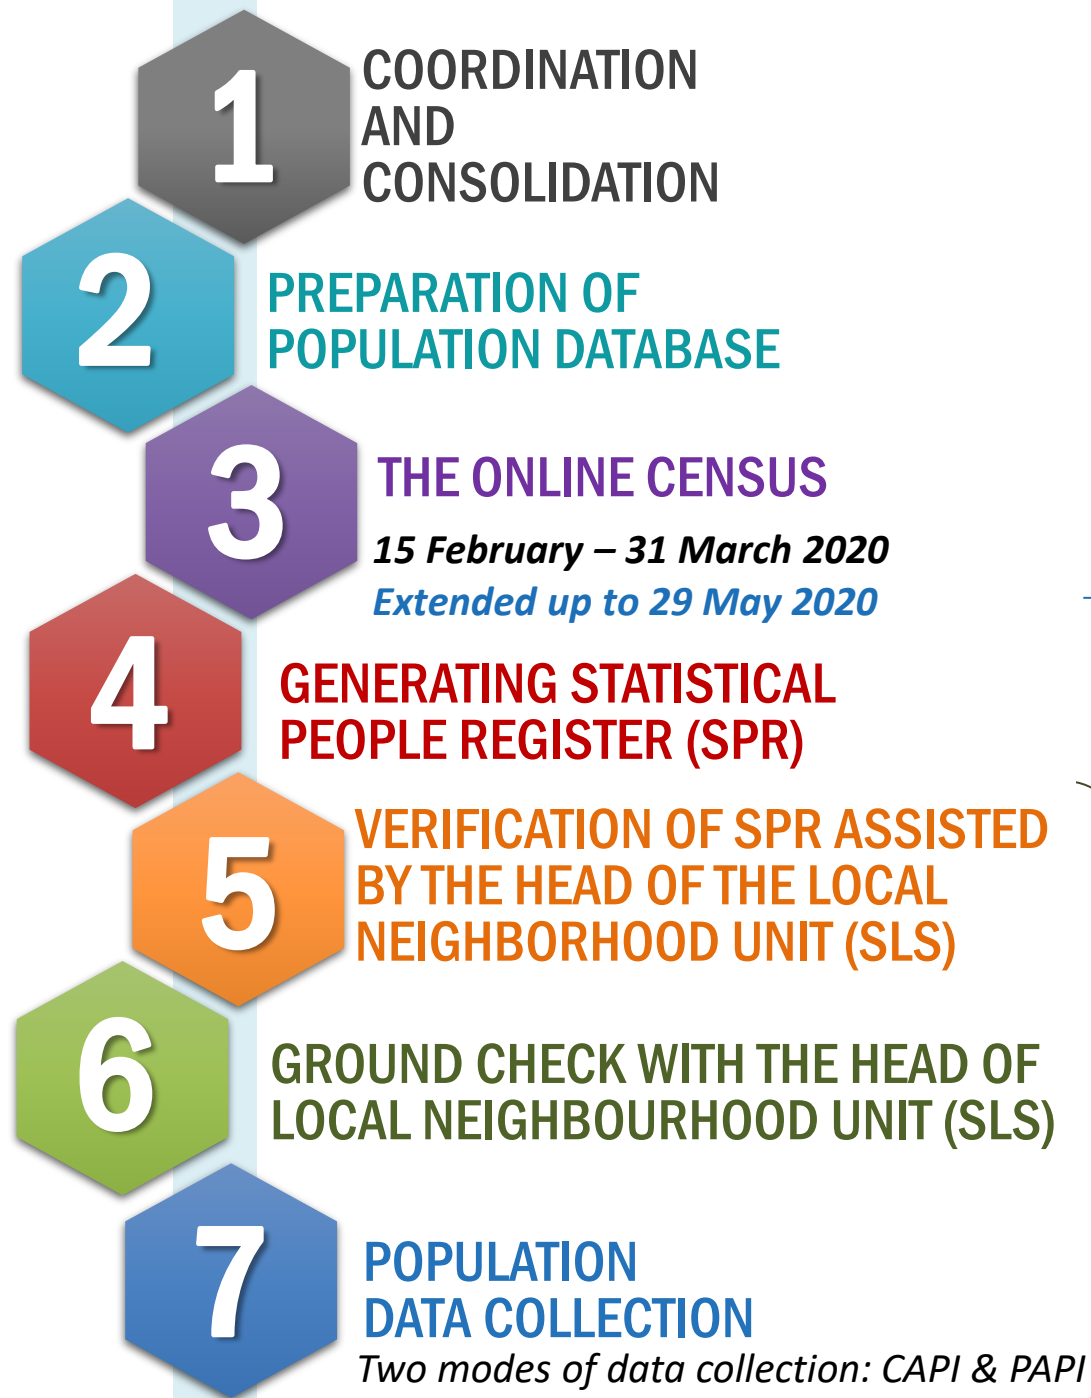 1
COORDINATION
AND
CONSOLIDATION
2
PREPARATION OF
POPULATION DATABASE
3
THE ONLINE CENSUS
15 February – 31 March 2020
Extended up to 29 May 2020
4
GENERATING STATISTICAL
PEOPLE REGISTER (SPR)
5
VERIFICATION OF SPR ASSISTED
BY THE HEAD OF THE LOCAL
NEIGHBORHOOD UNIT (SLS)
6
GROUND CHECK WITH THE HEAD OF
LOCAL NEIGHBOURHOOD UNIT (SLS)
7
POPULATION
DATA COLLECTION
Two modes of data collection: CAPI & PAPI